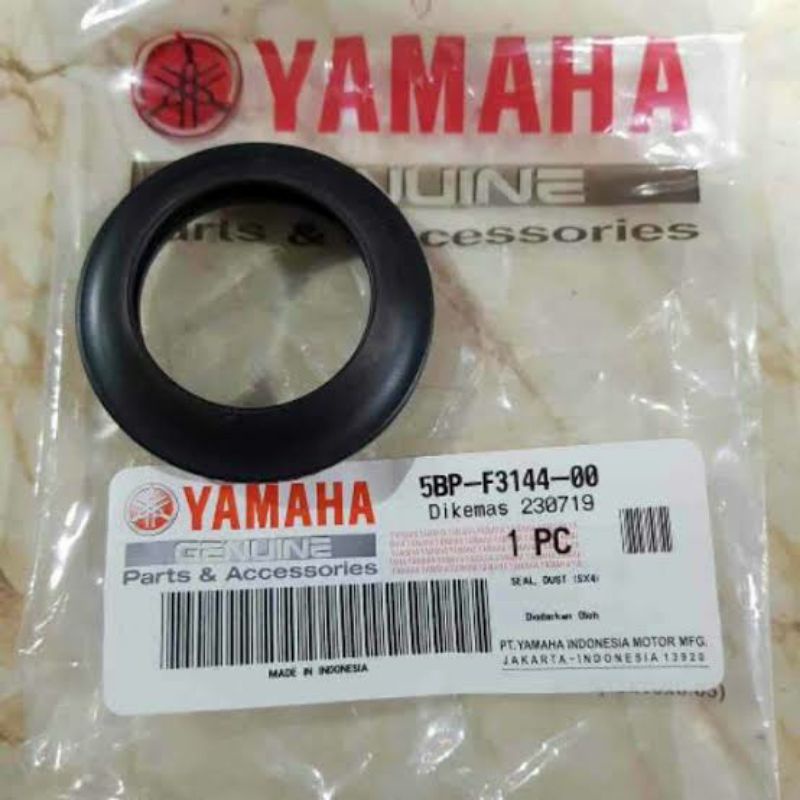 YAMAHA
UINE
Parts & Accessories
YAMAHA
GENUINE
Parts & Accessories
5BP-F3144-00
Dikemas 230719
1 PC
SEAL, DUST (5X4)
Diedarkan Oleh
PT.YAMAHA INDONESIA MOTOR MFG.
JAKARTA-INDONESIA 13920
MADE IN INDONESIA